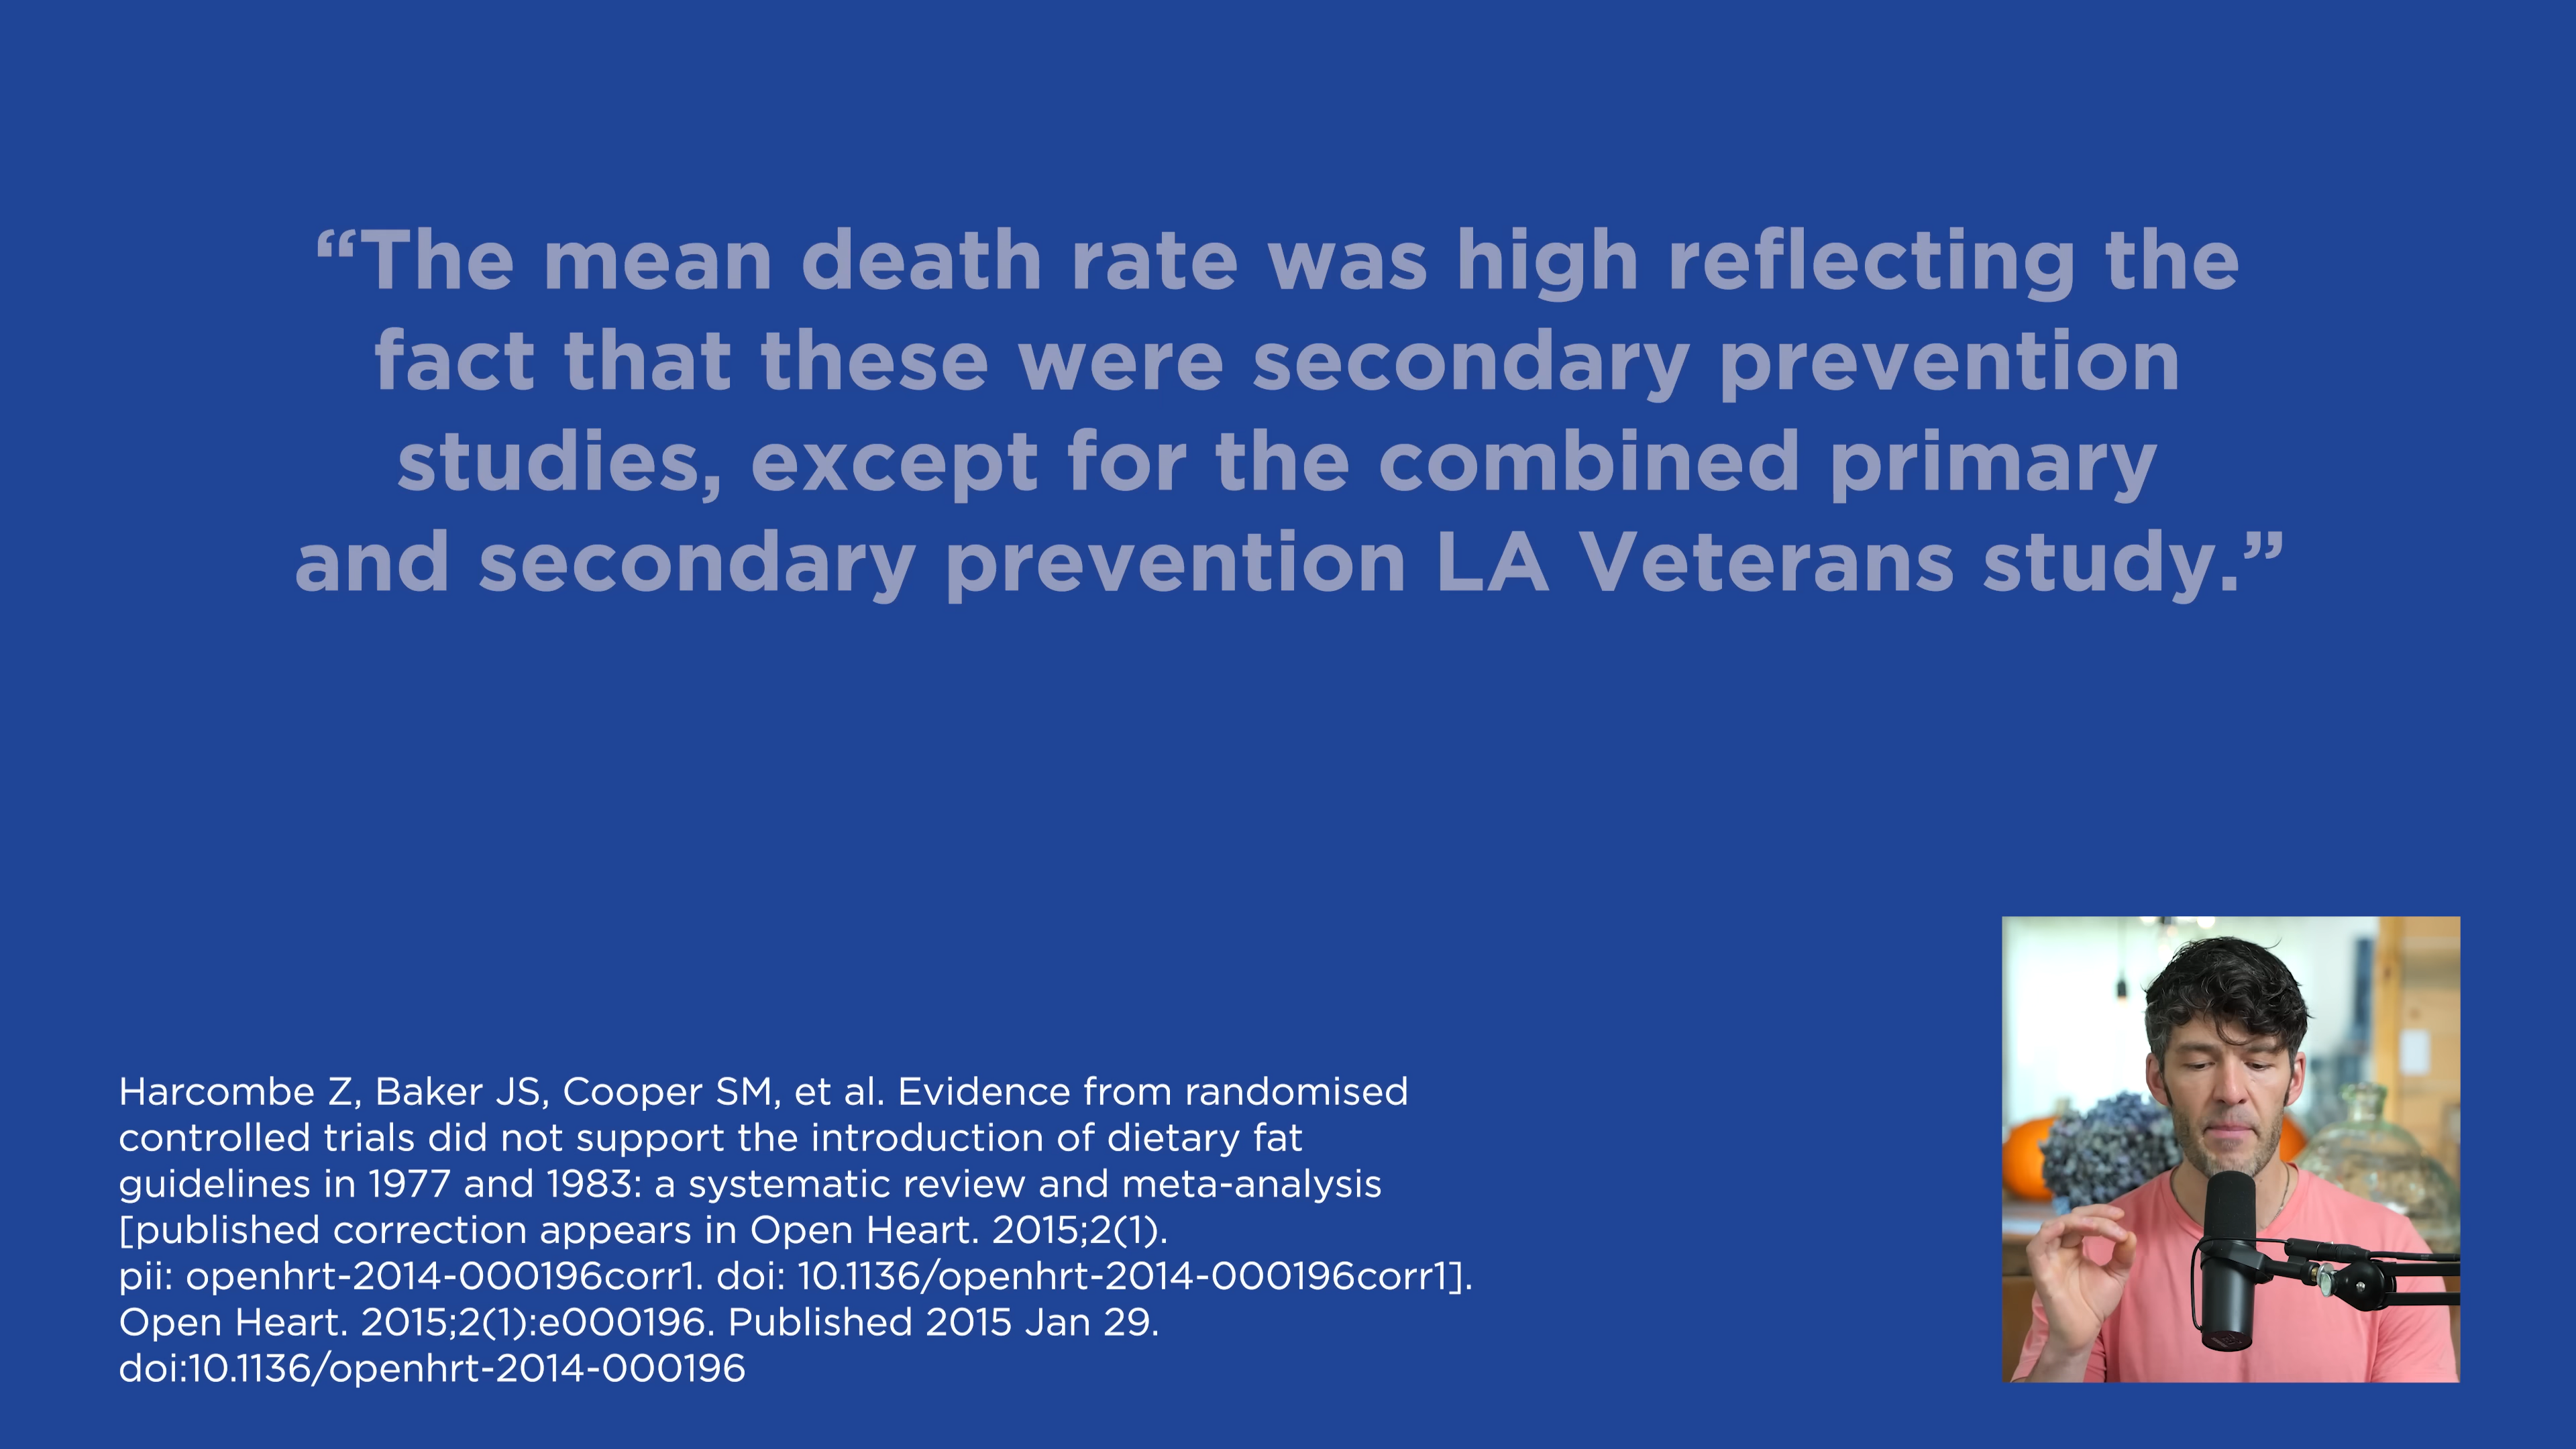 “The mean death rate was high reflecting the
fact that these were secondary prevention
studies, except for the combined primary
and secondary prevention LA Veterans study.”
Harcombe Z, Baker JS, Cooper SM, et al. Evidence from randomised
controlled trials did not support the introduction of dietary fat
guidelines in 1977 and 1983: a systematic review and meta-analysis
[published correction appears in Open Heart. 2015;2(1).
pii: openhrt-2014-000196corr1. doi: 10.1136/openhrt-2014-000196corr1].
Open Heart. 2015;2(1):e000196. Published 2015 Jan 29.
doi:10.1136/openhrt-2014-000196